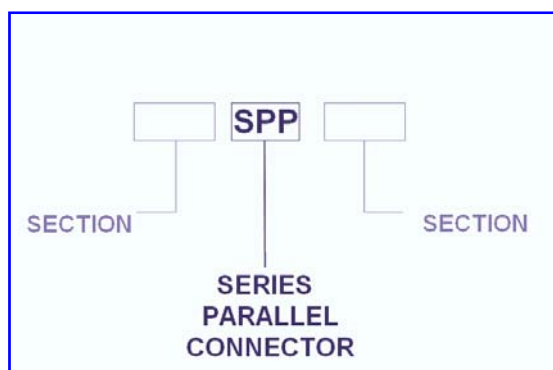 SPP
SECTION
SECTION
SERIES
PARALLEL
CONNECTOR